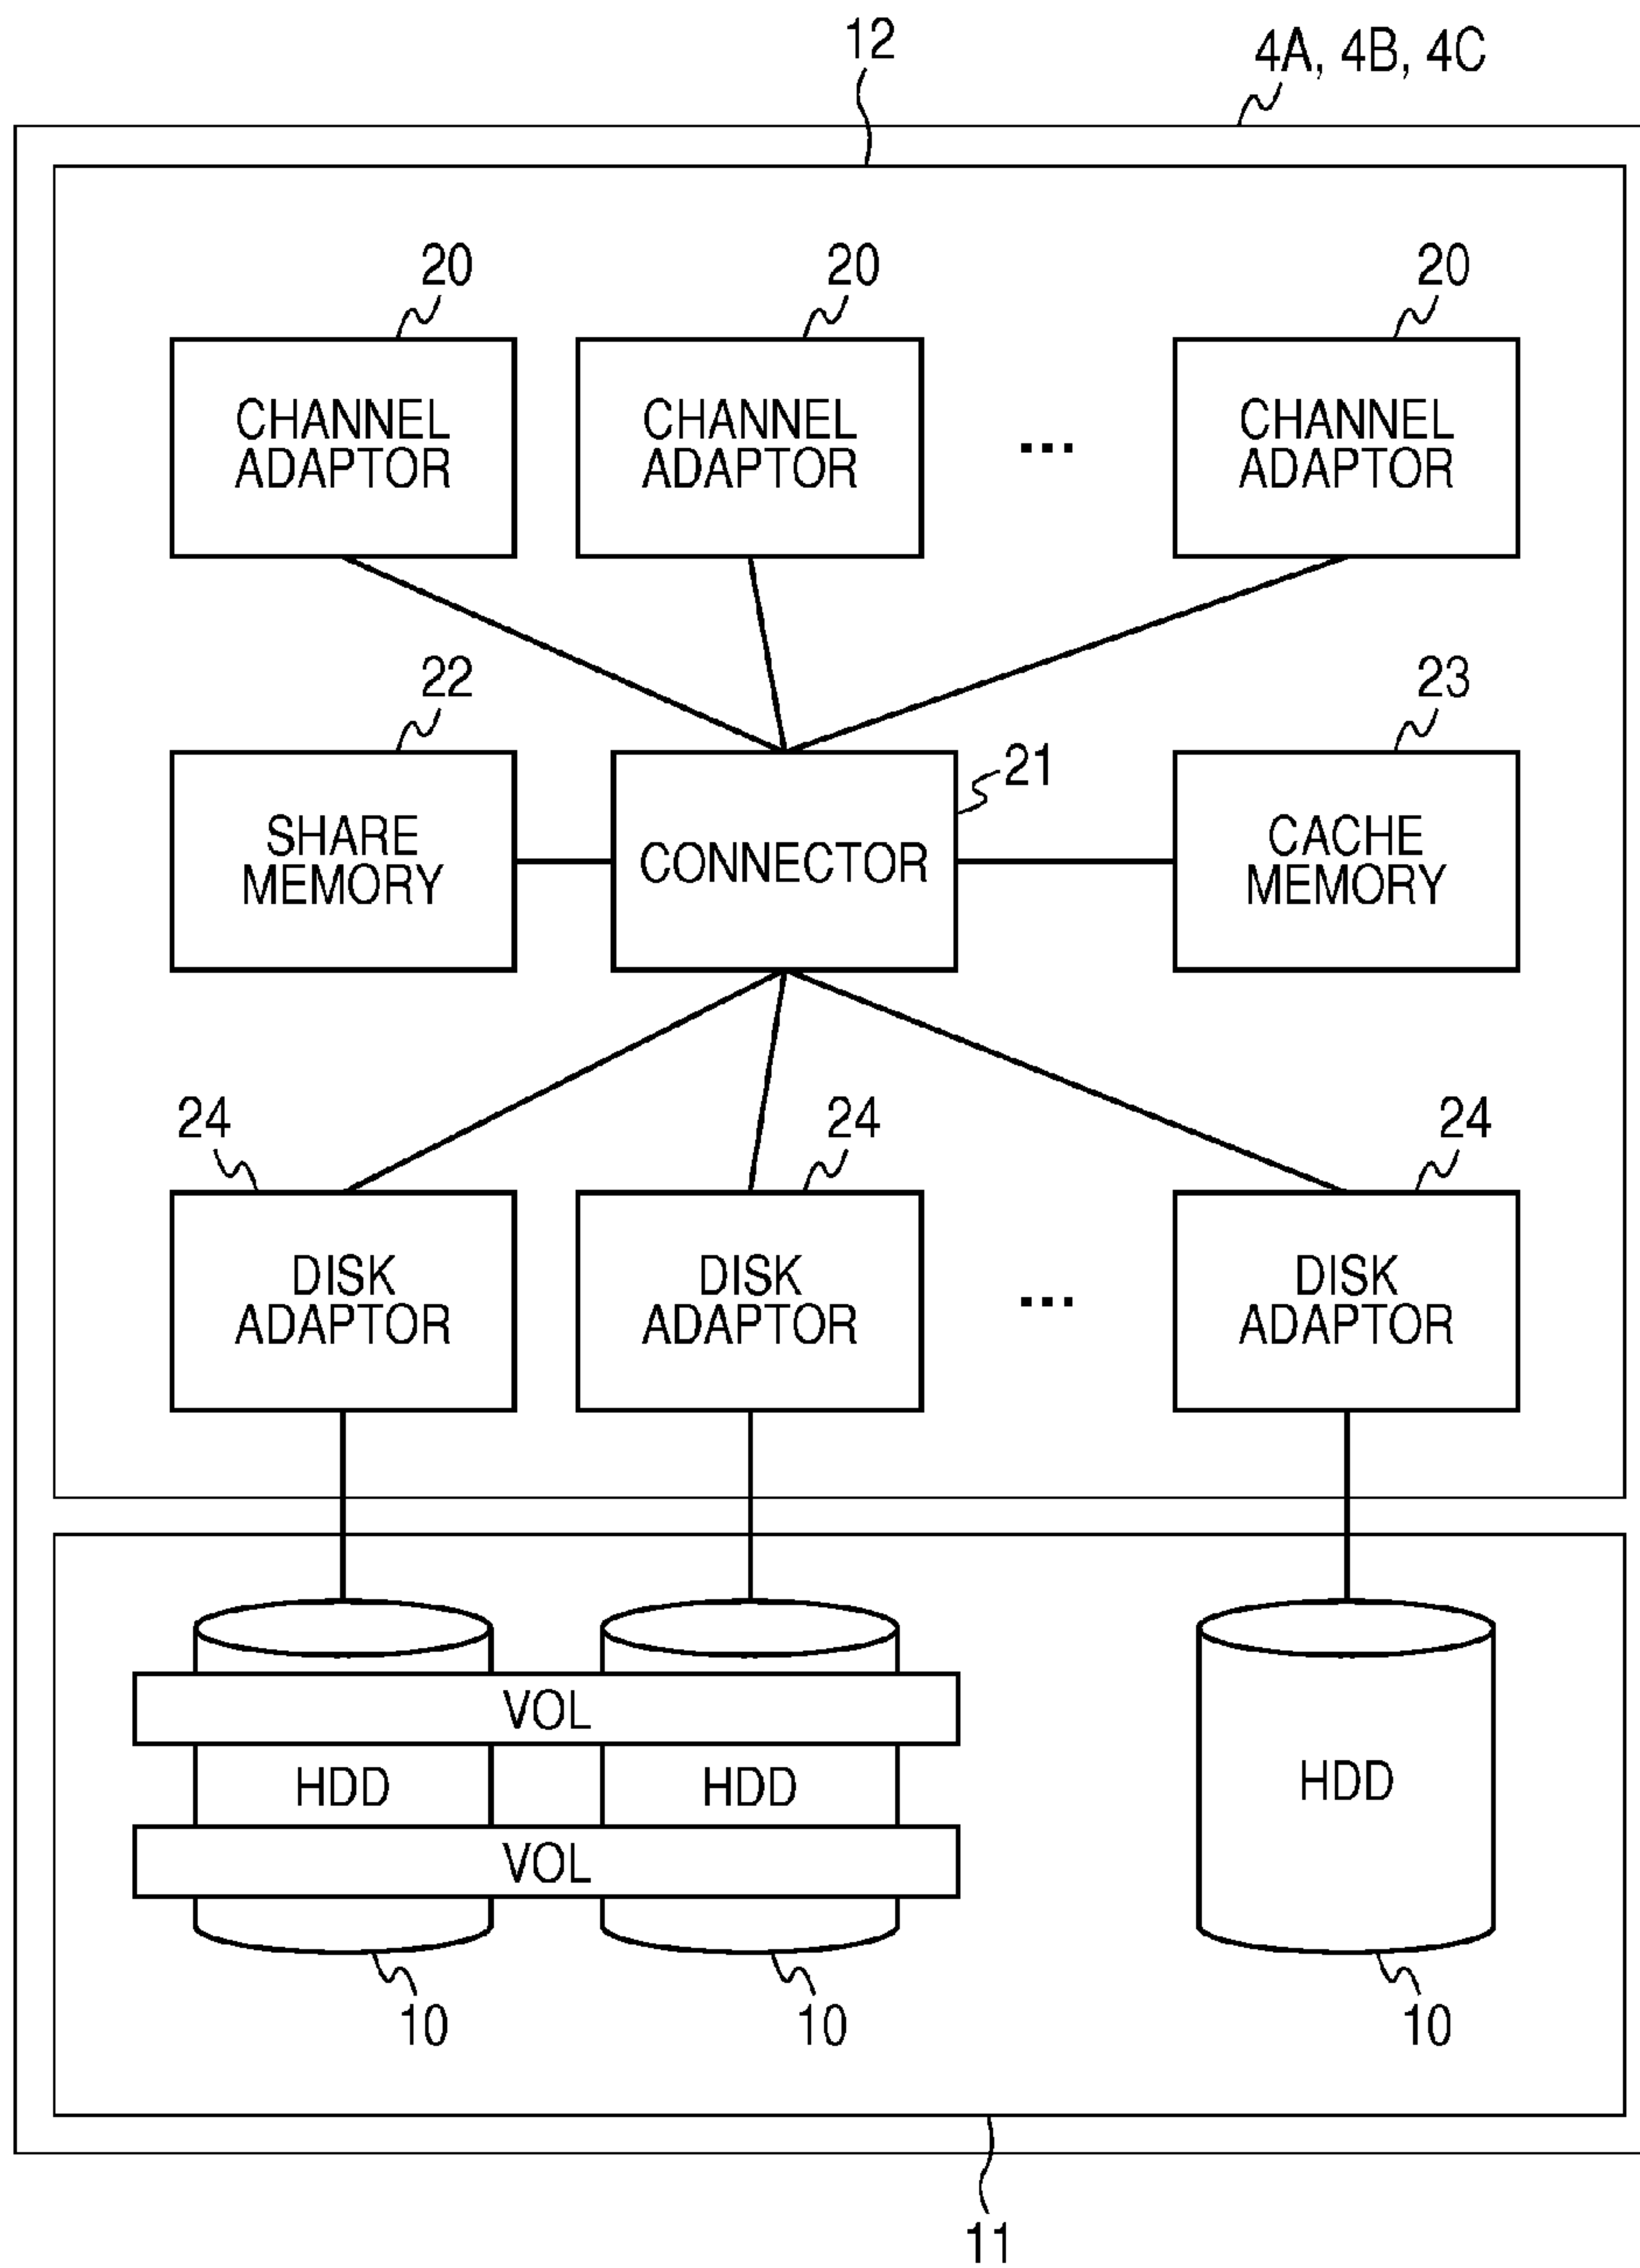 12
4A, 4B, 4C
20
20
20
CHANNEL
ADAPTOR
CHANNEL
ADAPTOR
...
CHANNEL
ADAPTOR
22
23
21
SHARE
MEMORY
CONNECTOR
CACHE
MEMORY
24
24
24
DISK
ADAPTOR
DISK
ADAPTOR
...
DISK
ADAPTOR
VOL
HDD
HDD
HDD
VOL
10
10
10
11